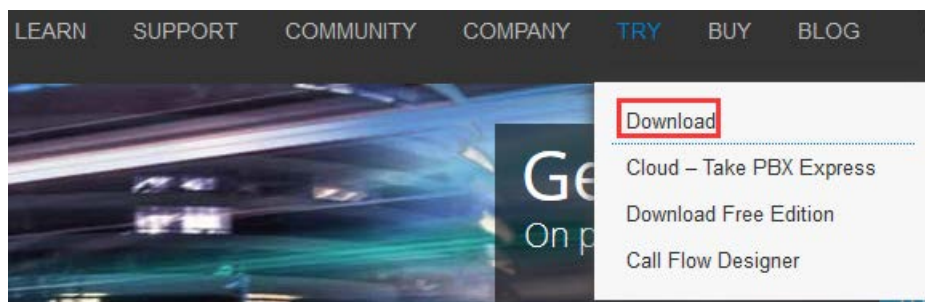 LEARN SUPPORT COMMUNITY COMPANY TRY BUY BLOG
Download
Cloud – Take PBX Express
Download Free Edition
Call Flow Designer
Ge
On p